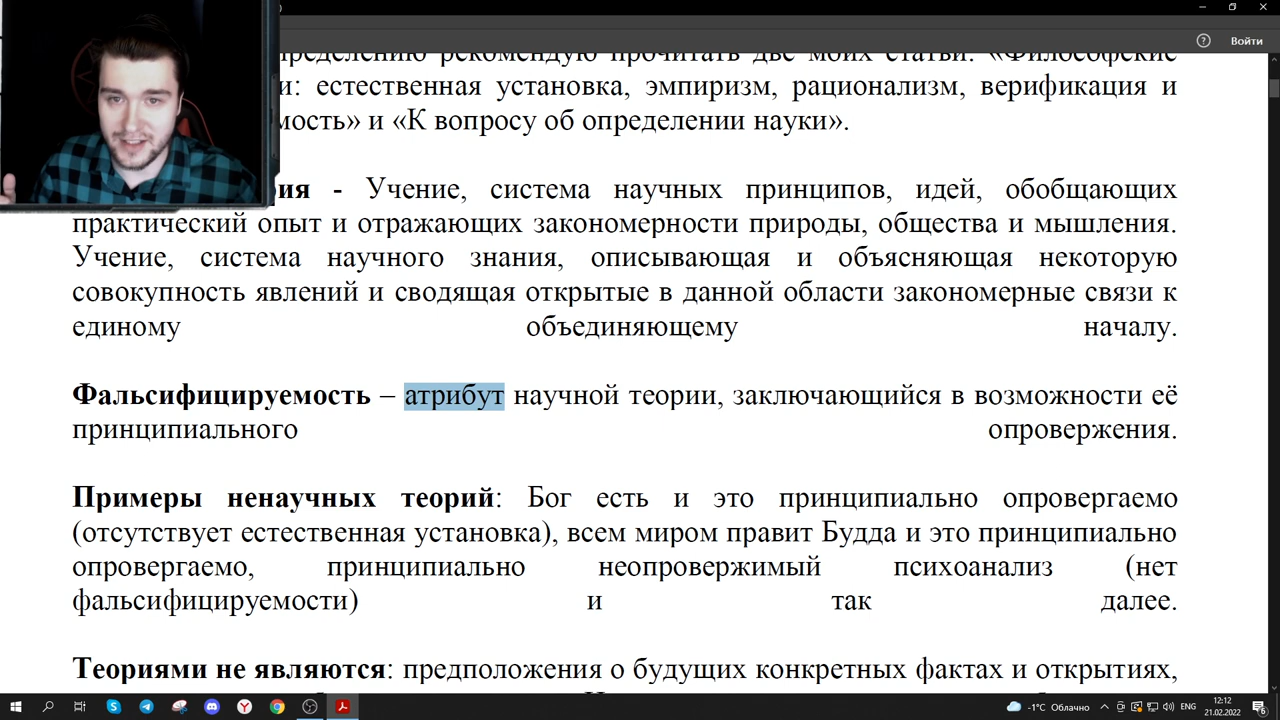 Войти
определению рекомендую прочитать две моих статьи: «Философские
и: естественная установка, эмпиризм, рационализм, верификация и
мость» и «К вопросу об определении науки».
рия - Учение, система научных принципов, идей, обобщающих
практический опыт и отражающих закономерности природы, общества и мышления.
Учение, система научного знания, описывающая и объясняющая некоторую
совокупность явлений и сводящая открытые в данной области закономерные связи к
единому объединяющему началу.
Фальсифицируемость – атрибут научной теории, заключающийся в возможности её
принципиального опровержения.
Примеры ненаучных теорий: Бог есть и это принципиально опровергаемо
(отсутствует естественная установка), всем миром правит Будда и это принципиально
опровергаемо, принципиально неопровержимый психоанализ (нет
фальсифицируемости) и так далее.
Теориями не являются: предположения о будущих конкретных фактах и открытиях,
-1°C Облачно
ENG
12:12
21.02.2022
6